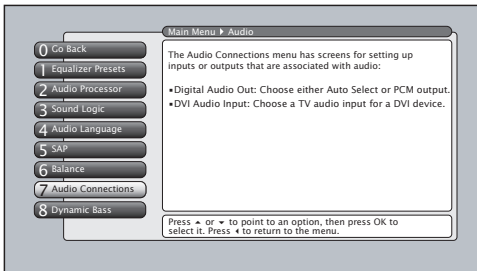 Main Menu ▸ Audio
0 Go Back
1 Equalizer Presets
2 Audio Processor
3 Sound Logic
4 Audio Language
5 SAP
6 Balance
7 Audio Connections
8 Dynamic Bass
The Audio Connections menu has screens for setting up
inputs or outputs that are associated with audio:
▪Digital Audio Out: Choose either Auto Select or PCM output.
▪DVI Audio Input: Choose a TV audio input for a DVI device.
Press ▲ or ▼ to point to an option, then press OK to
select it. Press ◂ to return to the menu.